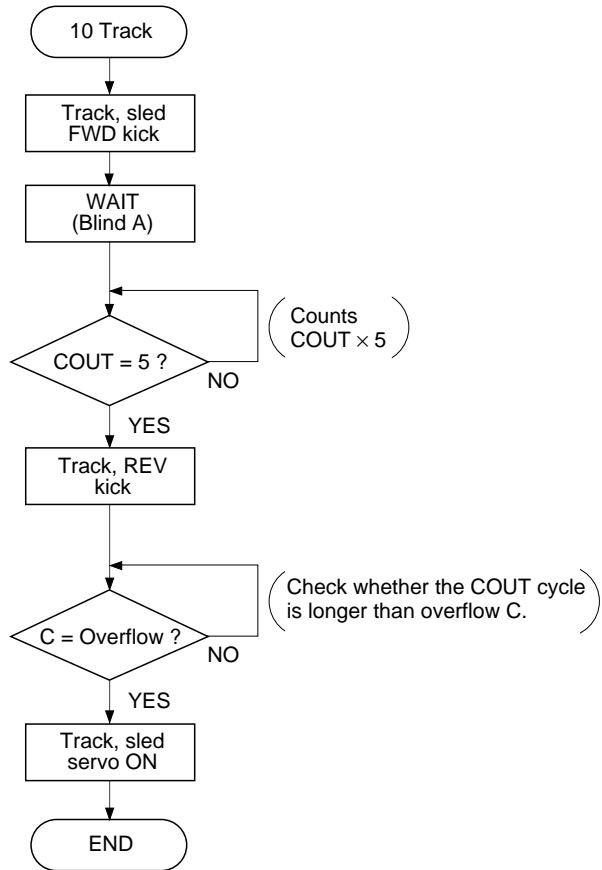 10 Track
Track, sled
FWD kick
WAIT
(Blind A)
Counts
COUT × 5
COUT = 5 ?
NO
YES
Track, REV
kick
Check whether the COUT cycle
is longer than overflow C.
C = Overflow ?
NO
YES
Track, sled
servo ON
END